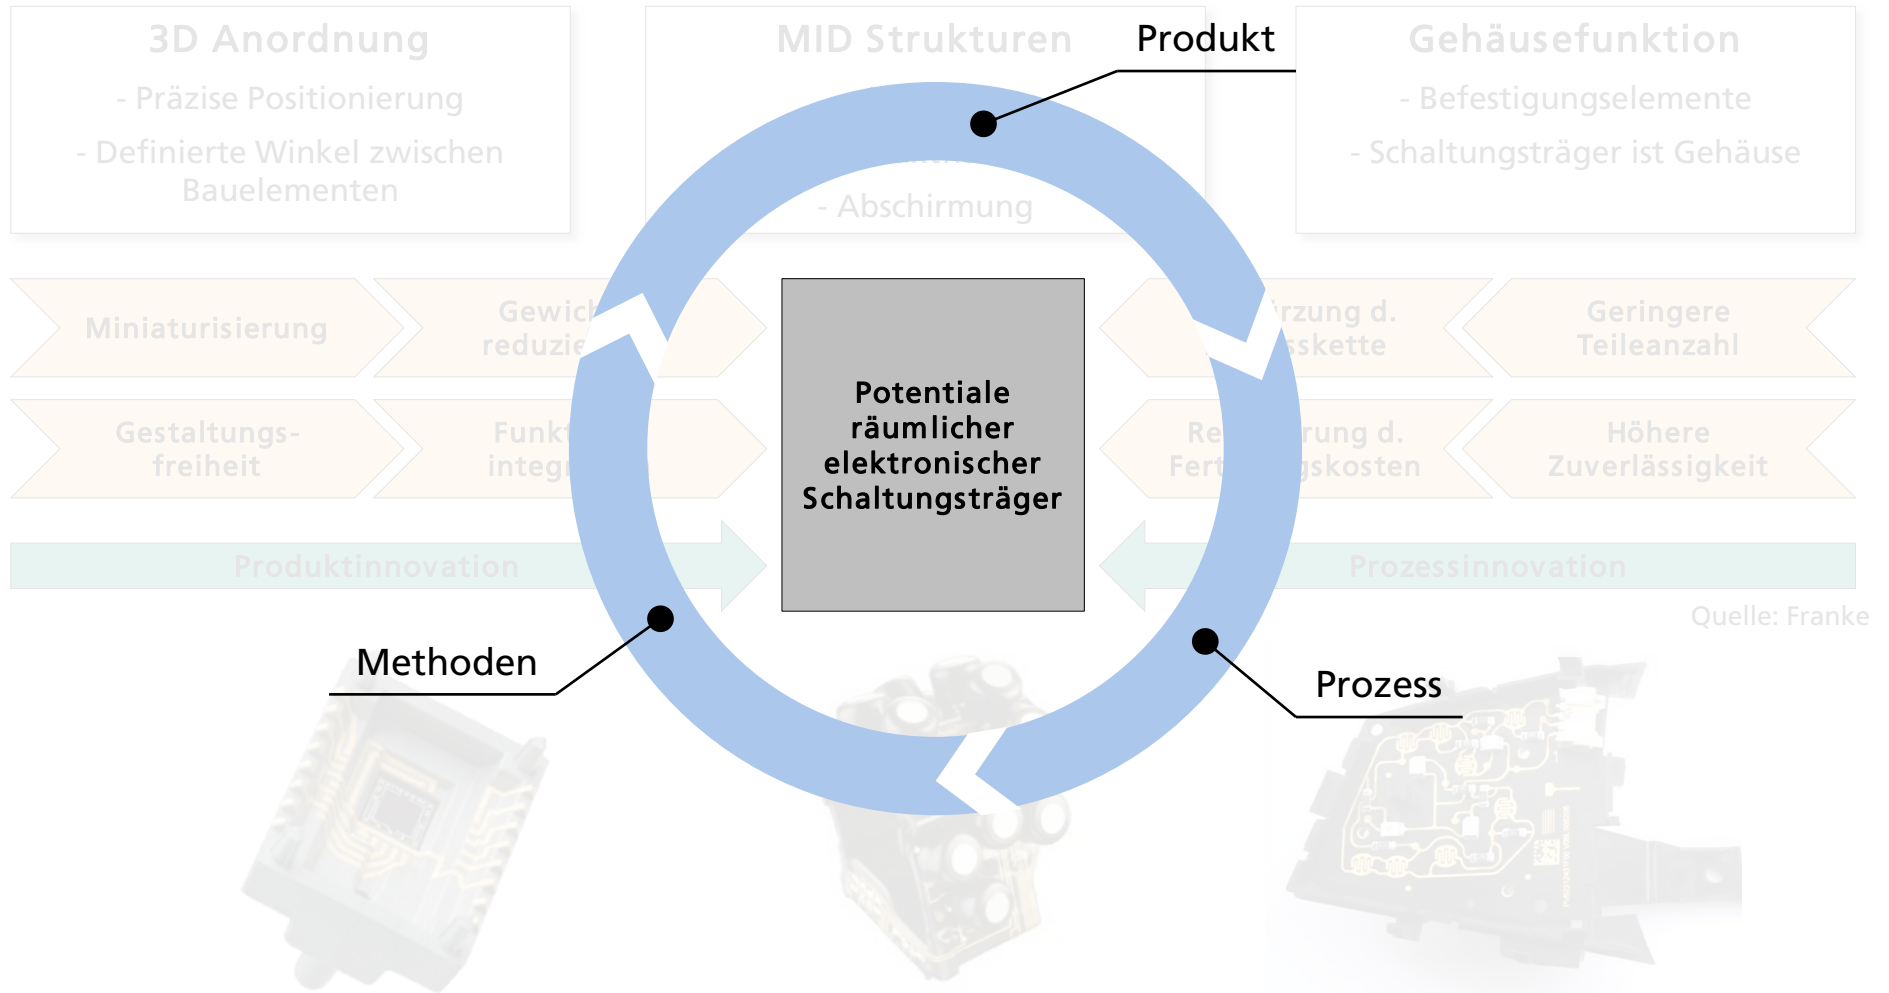 3D Anordnung
- Präzise Positionierung
- Definierte Winkel zwischen
Bauelementen
MID Strukturen
- Abschirmung
Produkt
Gehäusefunktion
- Befestigungselemente
- Schaltungsträger ist Gehäuse
Miniaturisierung
Gestaltungs-
freiheit
Potentiale
räumlicher
elektronischer
Schaltungsträger
d.
Geringere
Teileanzahl
d.
Höhere
Zuverlässigkeit
Produktinnovation
Prozessinnovation
Quelle: Franke
Methoden
Prozess